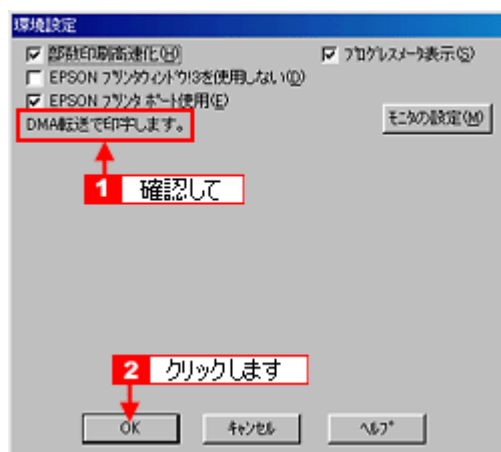 環境設定
部数印刷高速化(H)
プログレスメータ表示(S)
EPSON プリンタウィンドウ!3を使用しない(D)
EPSON プリンタ ポート使用(E)
DMA転送で印字します。
モニタの設定(M)
1 確認して
2 クリックします
OK
キャンセル
ヘルプ